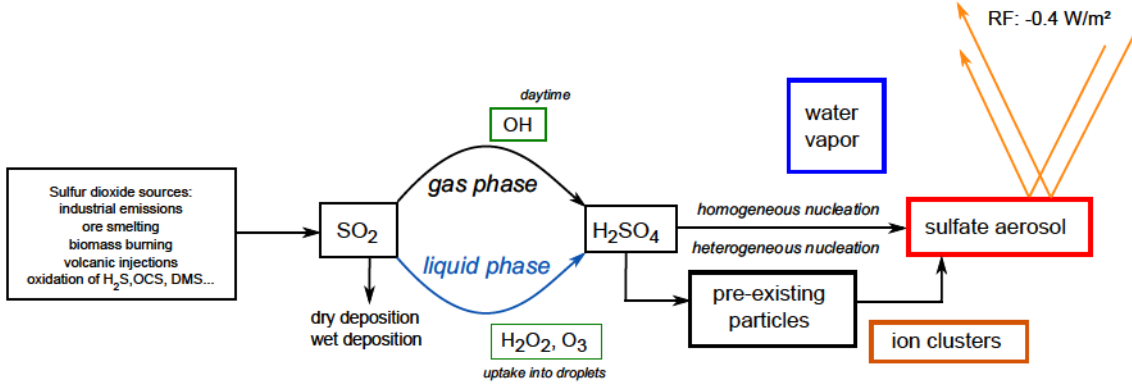 RF: -0.4 W/m²
daytime
OH
water
vapor
Sulfur dioxide sources:
industrial emissions
ore smelting
biomass burning
volcanic injections
oxidation of H₂S,OCS, DMS...
gas phase
SO₂
H₂SO₄
homogeneous nucleation
heterogeneous nucleation
sulfate aerosol
liquid phase
pre-existing
particles
dry deposition
wet deposition
H₂O₂, O₃
uptake into droplets
ion clusters